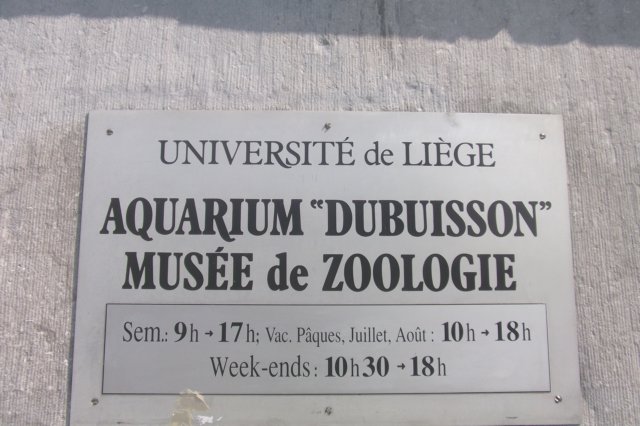 UNIVERSITÉ de LIÈGE
AQUARIUM “DUBUISSON”
MUSÉE de ZOOLOGIE
Sem.: 9h → 17h; Vac. Pâques, Juillet, Août : 10h → 18h
Week-ends : 10h30 → 18h